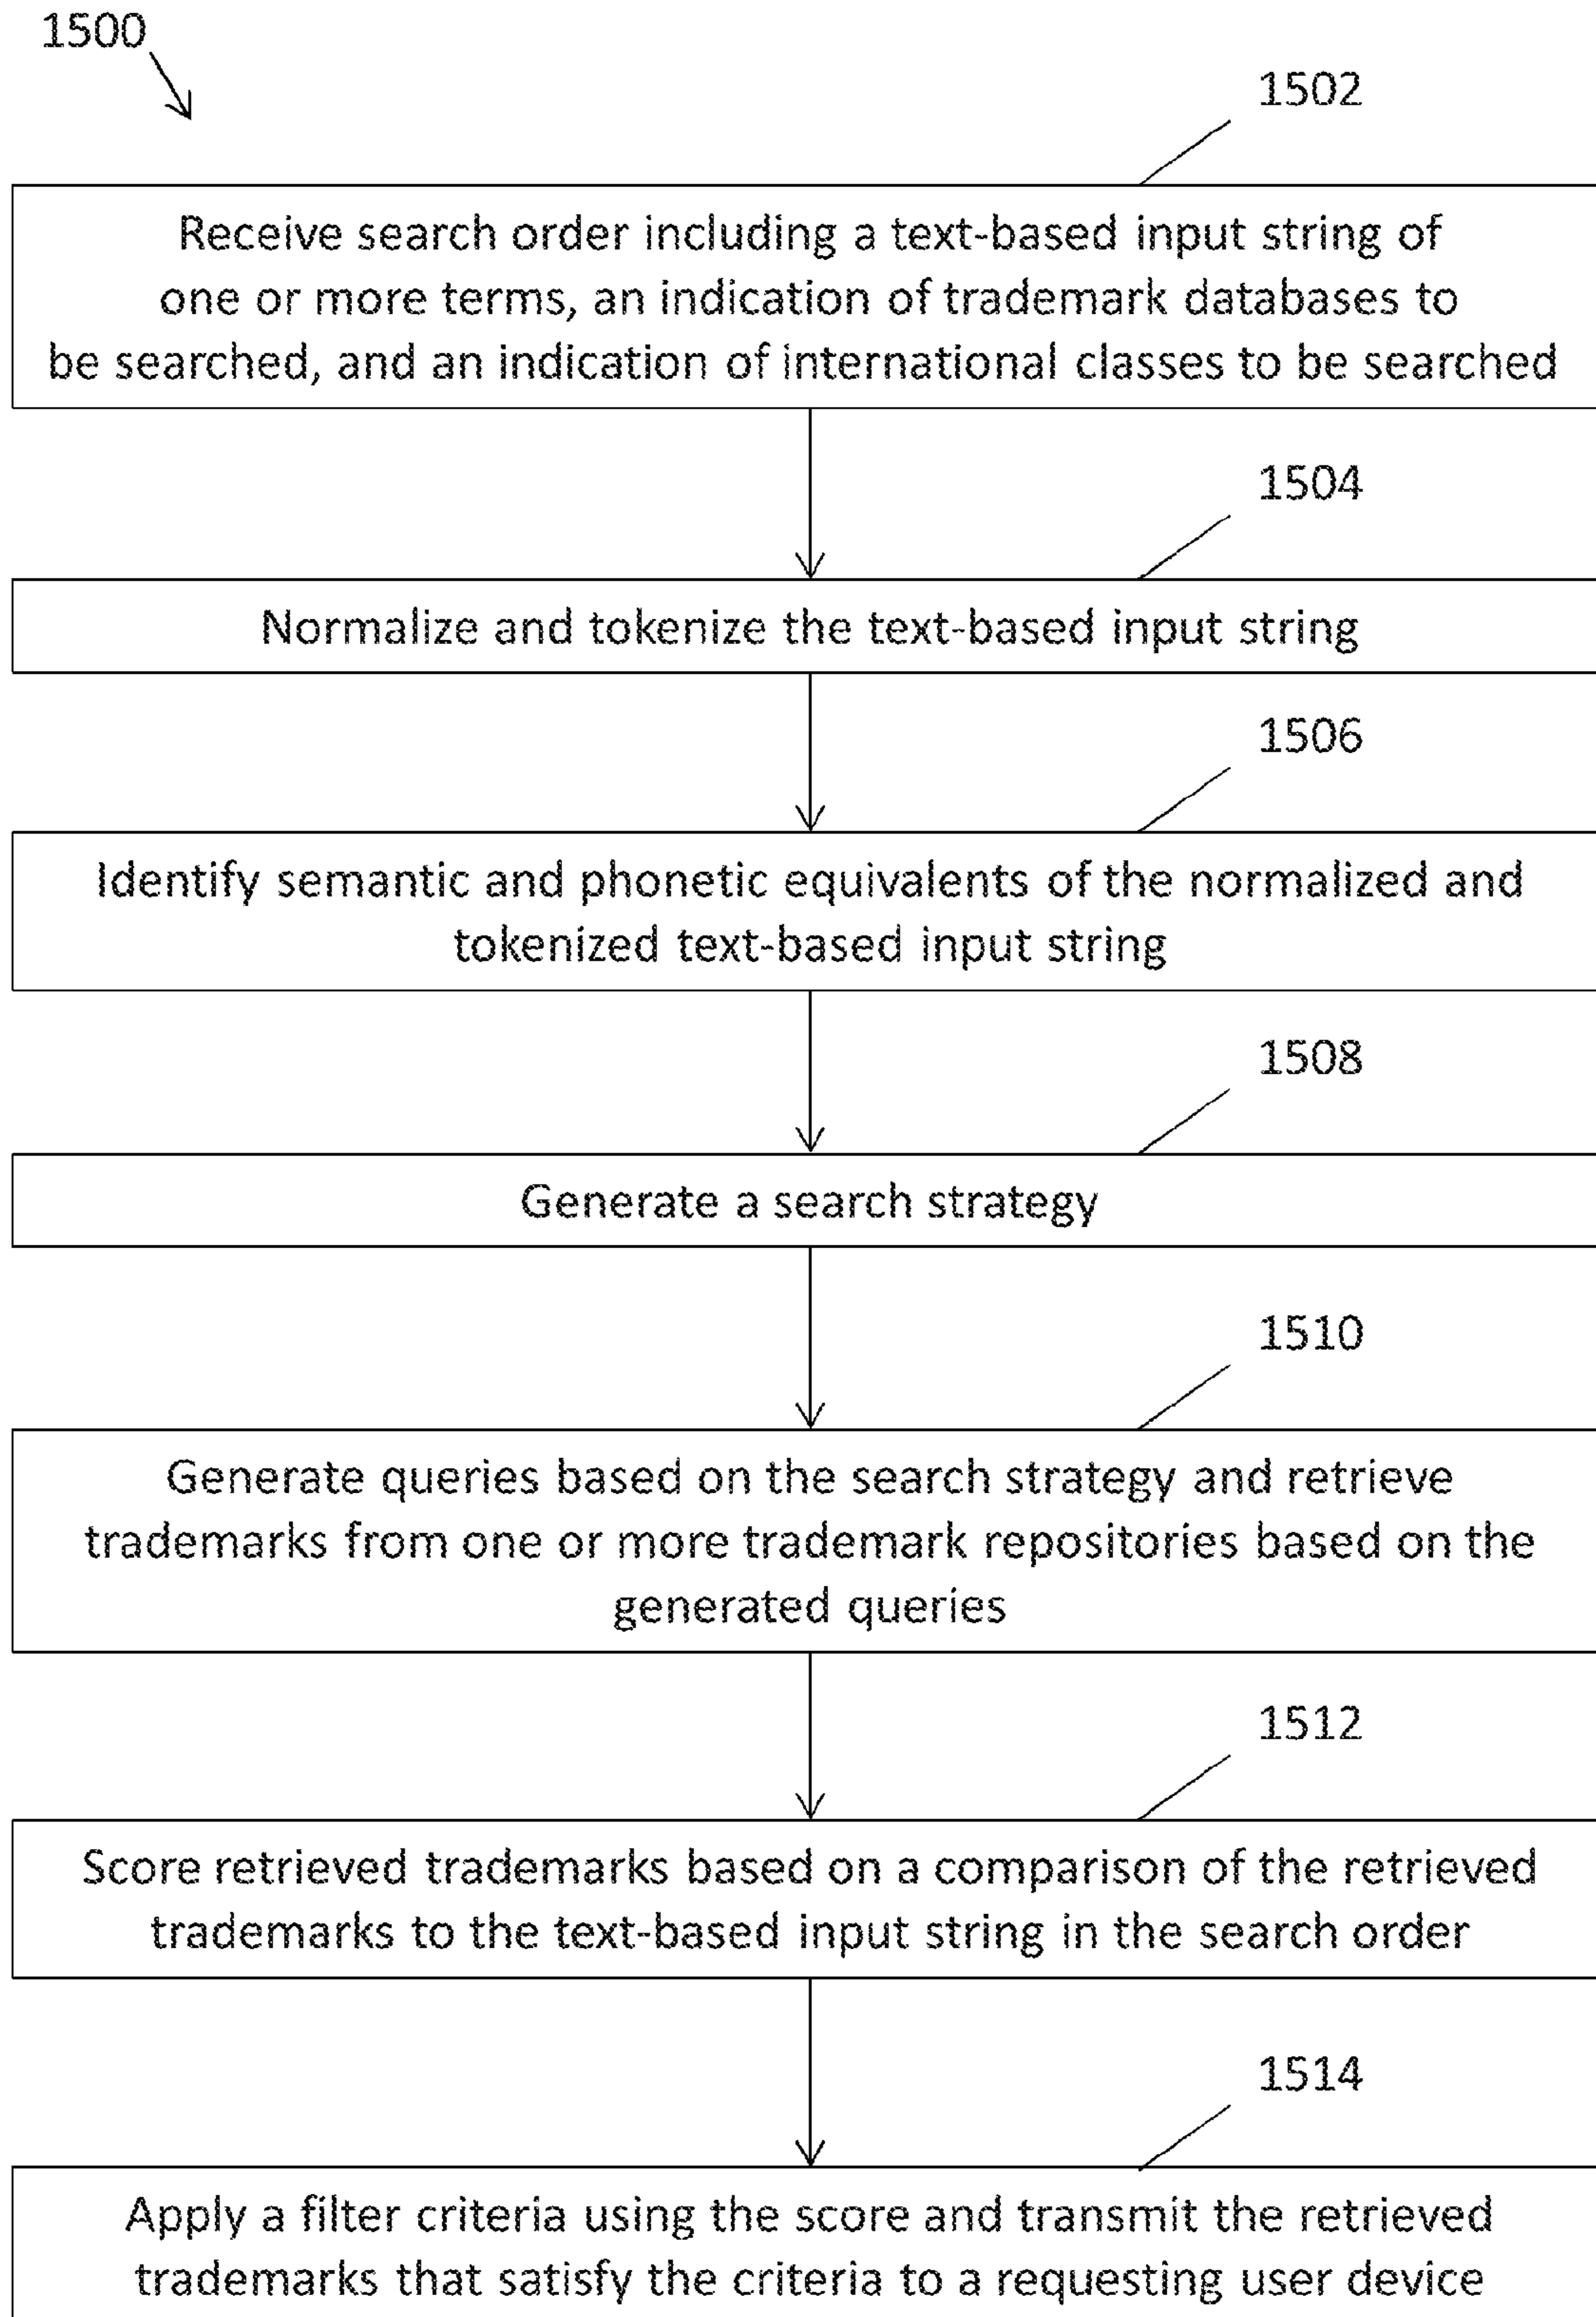 1500
1502
Receive search order including a text-based input string of
one or more terms, an indication of trademark databases to
be searched, and an indication of international classes to be searched
1504
Normalize and tokenize the text-based input string
1506
Identify semantic and phonetic equivalents of the normalized and
tokenized text-based input string
1508
Generate a search strategy
1510
Generate queries based on the search strategy and retrieve
trademarks from one or more trademark repositories based on the
generated queries
1512
Score retrieved trademarks based on a comparison of the retrieved
trademarks to the text-based input string in the search order
1514
Apply a filter criteria using the score and transmit the retrieved
trademarks that satisfy the criteria to a requesting user device